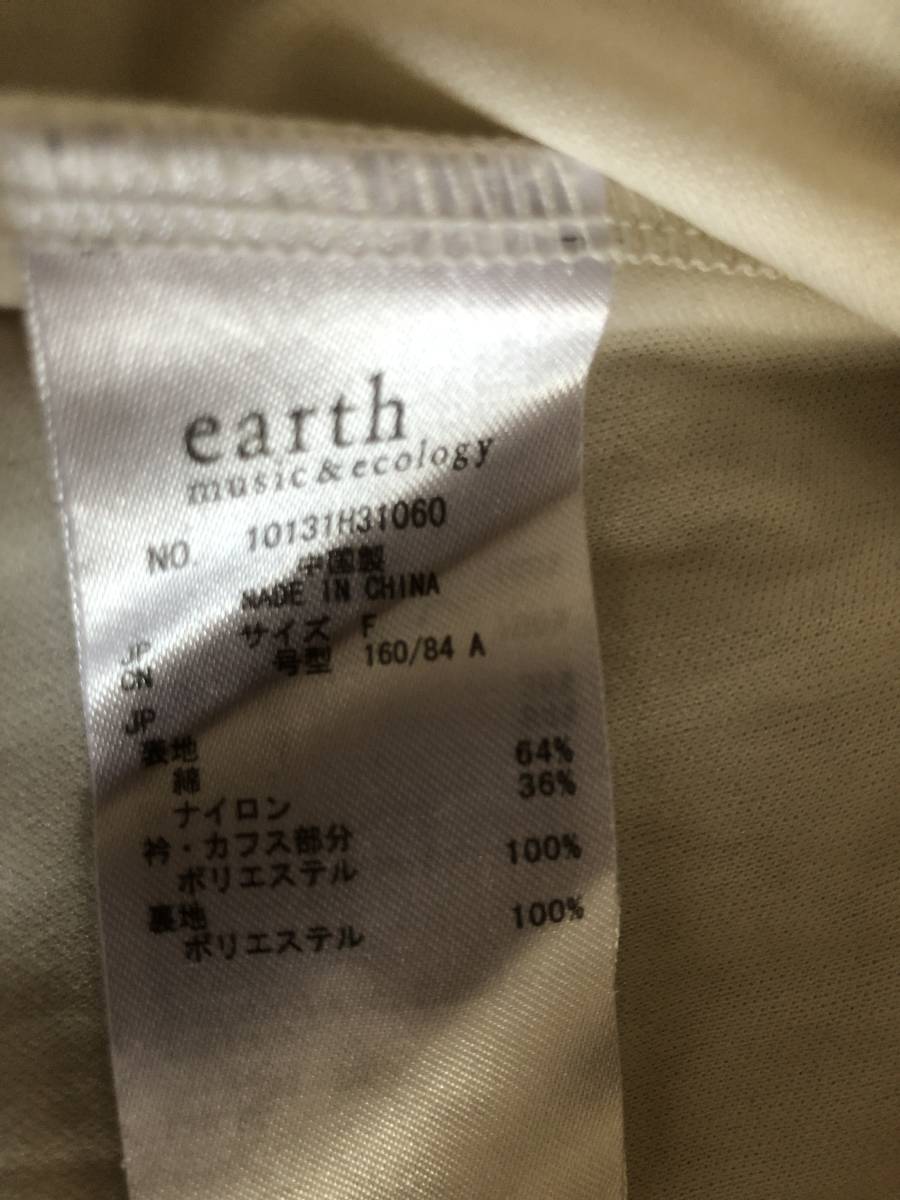 earth
music&ecology
NO. 10131H31060
中国製
MADE IN CHINA
JP サイズ F
CN 号型 160/84 A
JP
表地
綿 64%
ナイロン 36%
衿・カフス部分
ポリエステル 100%
裏地
ポリエステル 100%